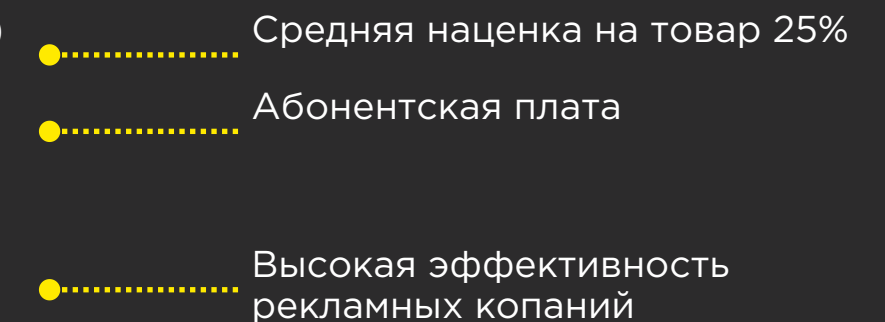 )
Средняя наценка на товар 25%
Абонентская плата
Высокая эффективность
рекламных копаний